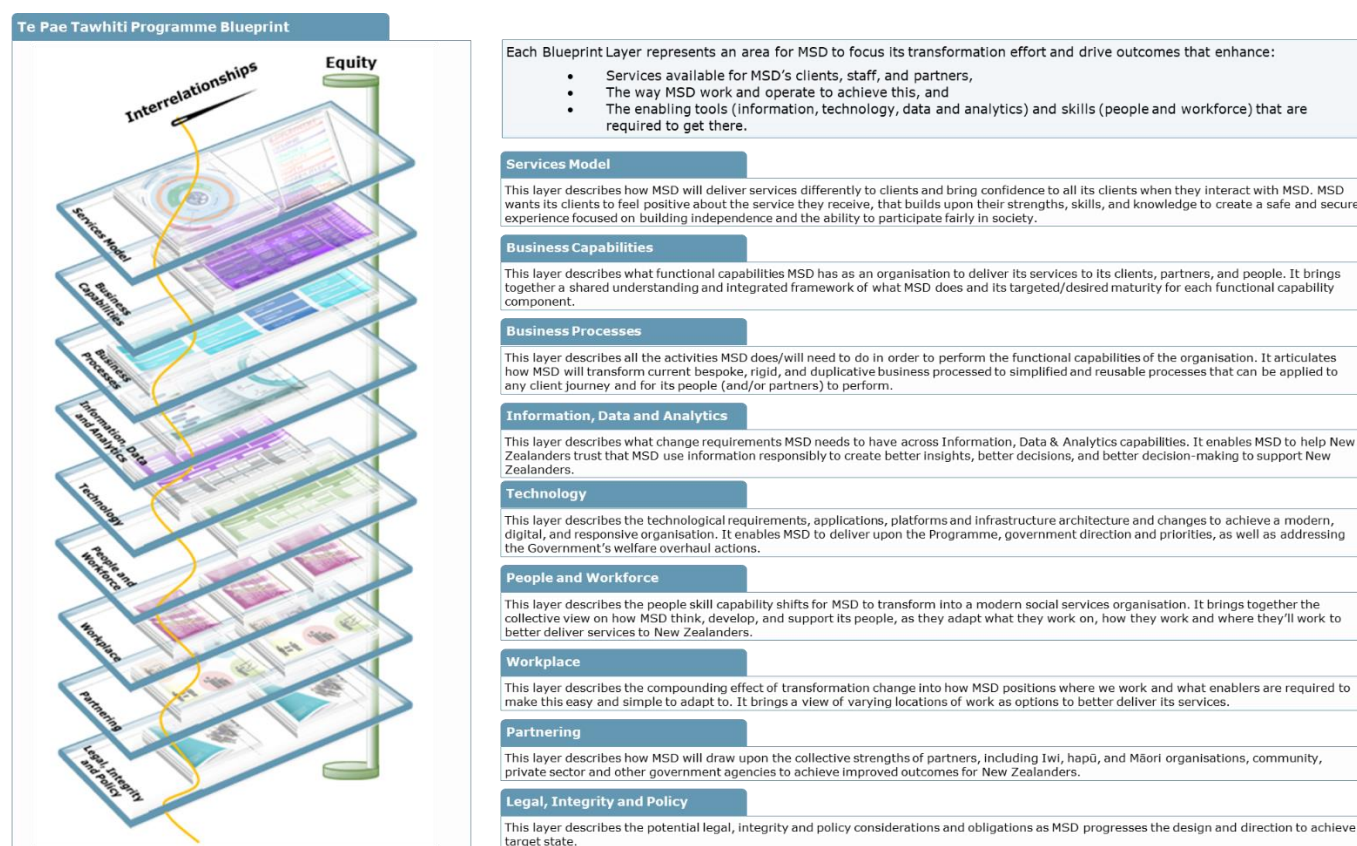 Te Pae Tawhiti Programme Blueprint
Interrelationships
Equity
Services Model
Business
Capabilities
Business
Processes
Information, Data
and Analytics
Technology
People and
Workforce
Workplace
Partnering
Legal, Integrity
and Policy
Each Blueprint Layer represents an area for MSD to focus its transformation effort and drive outcomes that enhance:
• Services available for MSD's clients, staff, and partners,
• The way MSD work and operate to achieve this, and
• The enabling tools (information, technology, data and analytics) and skills (people and workforce) that are
required to get there.
Services Model
This layer describes how MSD will deliver services differently to clients and bring confidence to all its clients when they interact with MSD. MSD
wants its clients to feel positive about the service they receive, that builds upon their strengths, skills, and knowledge to create a safe and secure
experience focused on building independence and the ability to participate fairly in society.
Business Capabilities
This layer describes what functional capabilities MSD has as an organisation to deliver its services to its clients, partners, and people. It brings
together a shared understanding and integrated framework of what MSD does and its targeted/desired maturity for each functional capability
component.
Business Processes
This layer describes all the activities MSD does/will need to do in order to perform the functional capabilities of the organisation. It articulates
how MSD will transform current bespoke, rigid, and duplicative business processed to simplified and reusable processes that can be applied to
any client journey and for its people (and/or partners) to perform.
Information, Data and Analytics
This layer describes what change requirements MSD needs to have across Information, Data & Analytics capabilities. It enables MSD to help New
Zealanders trust that MSD use information responsibly to create better insights, better decisions, and better decision-making to support New
Zealanders.
Technology
This layer describes the technological requirements, applications, platforms and infrastructure architecture and changes to achieve a modern,
digital, and responsive organisation. It enables MSD to deliver upon the Programme, government direction and priorities, as well as addressing
the Government's welfare overhaul actions.
People and Workforce
This layer describes the people skill capability shifts for MSD to transform into a modern social services organisation. It brings together the
collective view on how MSD think, develop, and support its people, as they adapt what they work on, how they work and where they'll work to
better deliver services to New Zealanders.
Workplace
This layer describes the compounding effect of transformation change into how MSD positions where we work and what enablers are required to
make this easy and simple to adapt to. It brings a view of varying locations of work as options to better deliver its services.
Partnering
This layer describes how MSD will draw upon the collective strengths of partners, including Iwi, hapū, and Māori organisations, community,
private sector and other government agencies to achieve improved outcomes for New Zealanders.
Legal, Integrity and Policy
This layer describes the potential legal, integrity and policy considerations and obligations as MSD progresses the design and direction to achieve
target state.